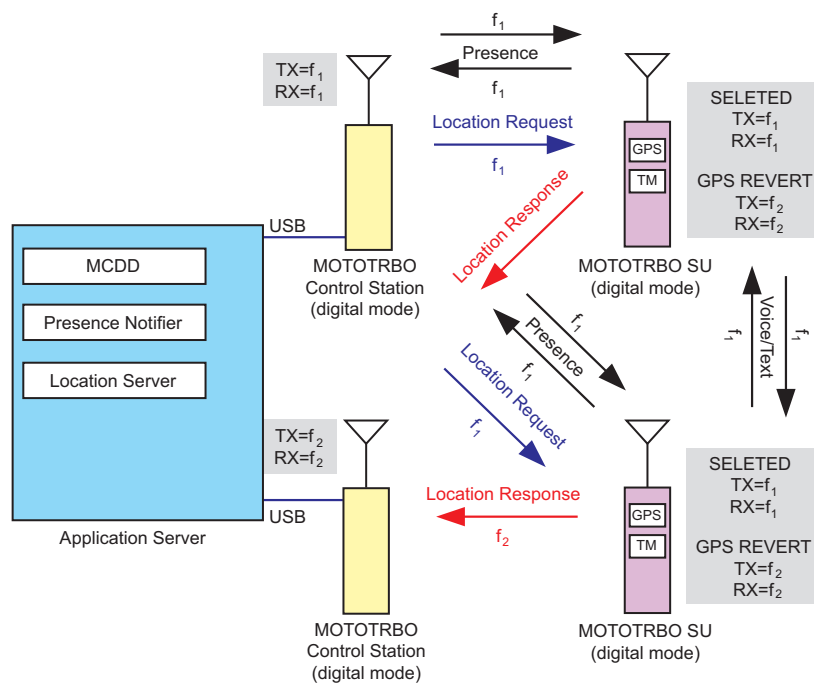 f1
Presence
f1
TX=f1
RX=f1
Location Request
f1
GPS
TM
SELETED
TX=f1
RX=f1
GPS REVERT
TX=f2
RX=f2
Location Response
USB
MOTOTRBO
Control Station
(digital mode)
MOTOTRBO SU
(digital mode)
MCDD
Presence Notifier
Location Server
Application Server
f1
Presence
f1
f1
Voice/Text
f1
Location Request
f1
TX=f2
RX=f2
USB
Location Response
f2
GPS
TM
SELETED
TX=f1
RX=f1
GPS REVERT
TX=f2
RX=f2
MOTOTRBO
Control Station
(digital mode)
MOTOTRBO SU
(digital mode)